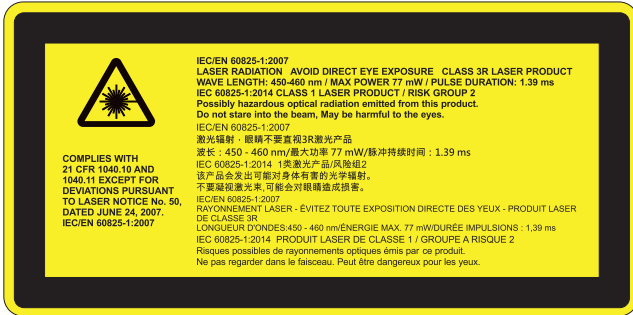 COMPLIES WITH
21 CFR 1040.10 AND
1040.11 EXCEPT FOR
DEVIATIONS PURSUANT
TO LASER NOTICE No. 50,
DATED JUNE 24, 2007.
IEC/EN 60825-1:2007
IEC/EN 60825-1:2007
LASER RADIATION AVOID DIRECT EYE EXPOSURE CLASS 3R LASER PRODUCT
WAVE LENGTH: 450-460 nm / MAX POWER 77 mW / PULSE DURATION: 1.39 ms
IEC 60825-1:2014 CLASS 1 LASER PRODUCT / RISK GROUP 2
Possibly hazardous optical radiation emitted from this product.
Do not stare into the beam, May be harmful to the eyes.
IEC/EN 60825-1:2007
激光辐射，眼睛不要直视3R激光产品
波长：450 - 460 nm/最大功率 77 mW/脉冲持续时间：1.39 ms
IEC 60825-1:2014 1类激光产品/风险组2
该产品会发出可能对身体有害的光学辐射。
不要凝视激光束,可能会对眼睛造成损害。
IEC/EN 60825-1:2007
RAYONNEMENT LASER - ÉVITEZ TOUTE EXPOSITION DIRECTE DES YEUX - PRODUIT LASER
DE CLASSE 3R
LONGUEUR D'ONDES:450 - 460 nm/ÉNERGIE MAX. 77 mW/DURÉE IMPULSIONS : 1,39 ms
IEC 60825-1:2014 PRODUIT LASER DE CLASSE 1 / GROUPE A RISQUE 2
Risques possibles de rayonnements optiques émis par ce produit.
Ne pas regarder dans le faisceau. Peut être dangereux pour les yeux.